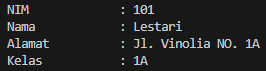 NIM : 101
Nama : Lestari
Alamat : Jl. Vinolia NO. 1A
Kelas : 1A